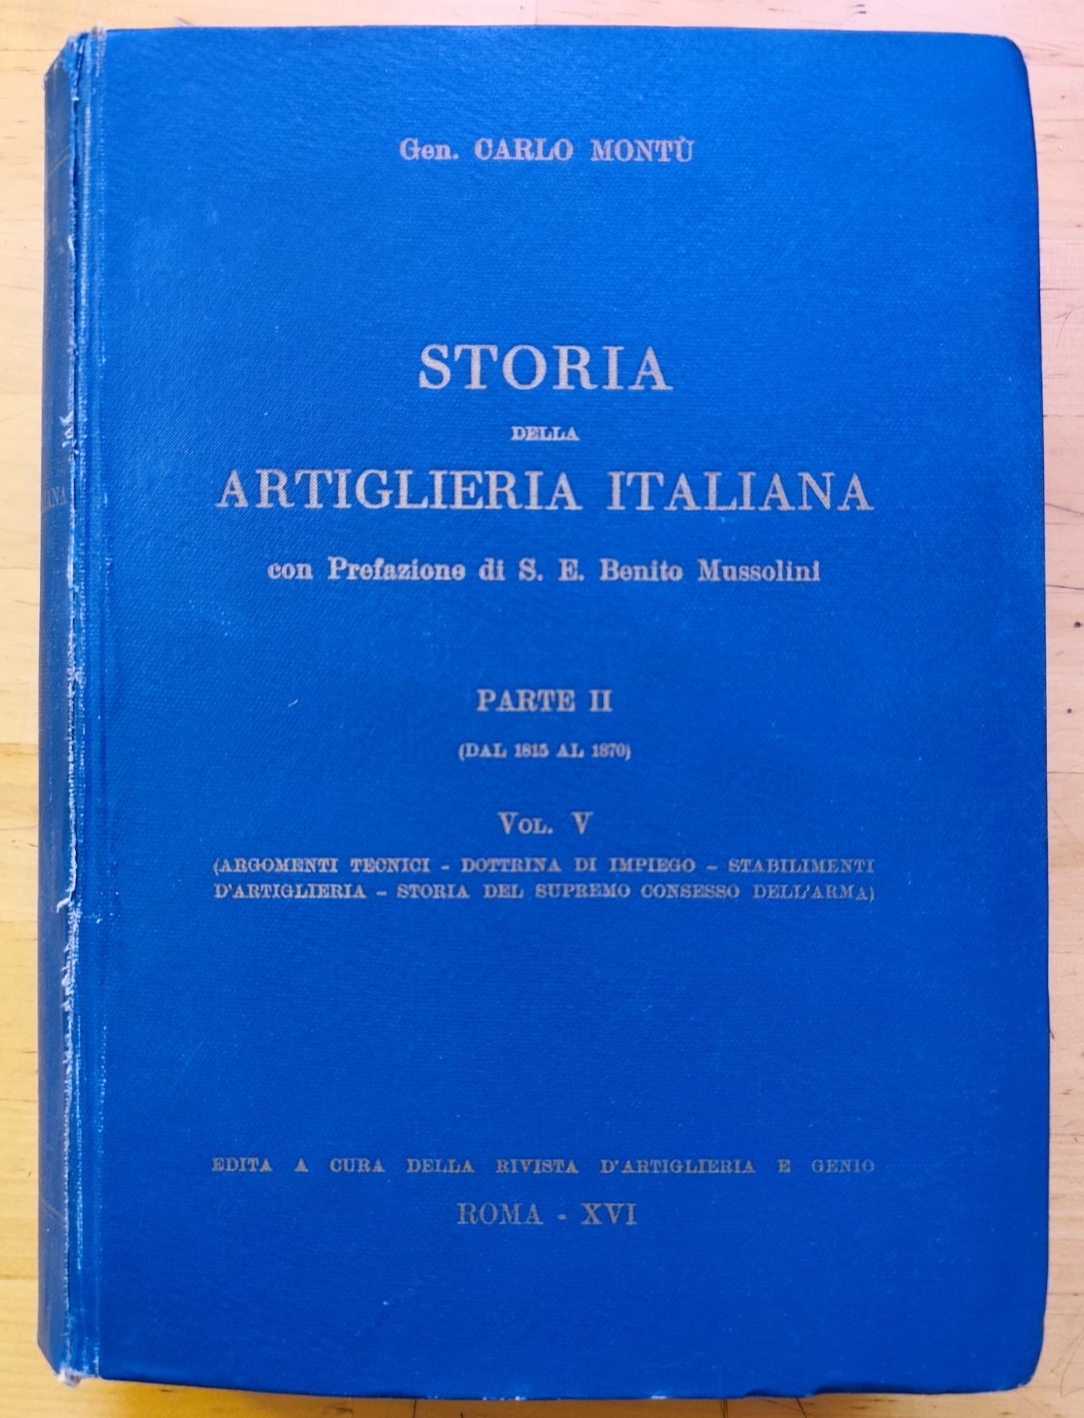 Gen. CARLO MONTÙ
STORIA
DELLA
ARTIGLIERIA ITALIANA
con Prefazione di S. E. Benito Mussolini
PARTE II
(DAL 1815 AL 1870)
VOL. V
(ARGOMENTI TECNICI - DOTTRINA DI IMPIEGO - STABILIMENTI
D'ARTIGLIERIA - STORIA DEL SUPREMO CONSESSO DELL'ARMA)
EDITA A CURA DELLA RIVISTA D'ARTIGLIERIA E GENIO
ROMA - XVI